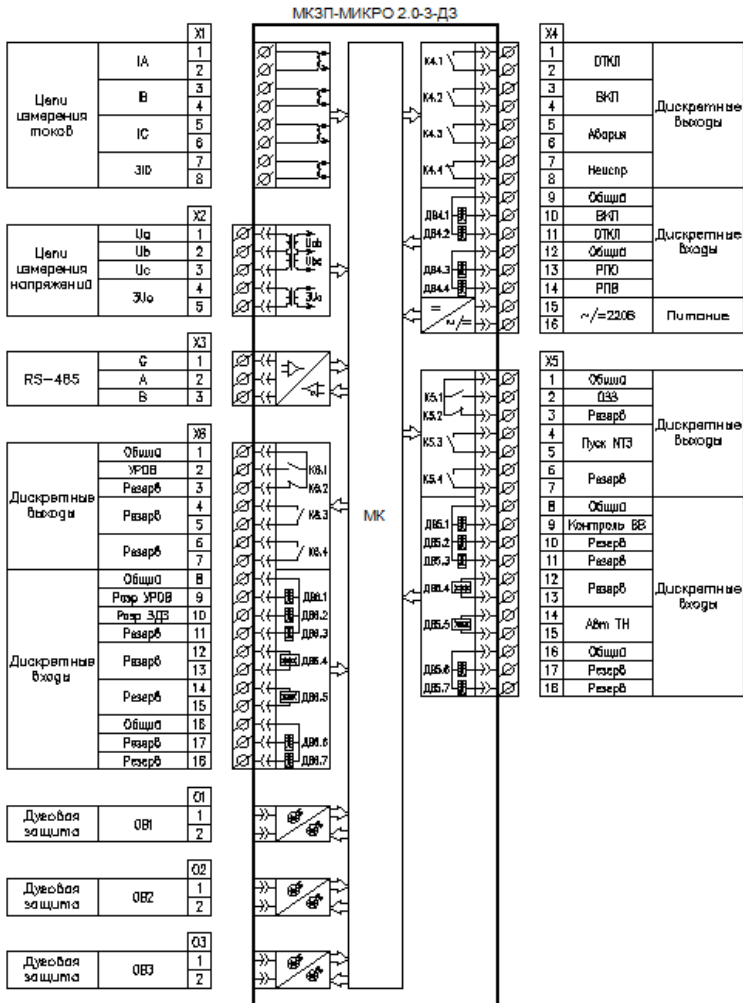 МКЗП-МИКРО 2.0-3-ДЗ
X1
Цепи измерения токов
IA
1
2
IB
3
4
IC
5
6
3I0
7
8
X2
Цепи измерения напряжений
Ua 1
Ub 2
Uc 3
3Uo
4
5
Uab
Ubc
3Uo
X3
RS-485
G 1
A 2
B 3
X6
Дискретные выходы
Общий 1
УРОВ 2
Резерв 3
Резерв
4
5
Резерв
6
7
K6.1
K6.2
K6.3
K6.4
Дискретные входы
Общий 8
Разр УРОВ 9
Разр ЗДЗ 10
Резерв 11
Резерв
12
13
Резерв
14
15
Общий 16
Резерв 17
Резерв 18
ДВ6.1
ДВ6.2
ДВ6.3
ДВ6.4
ДВ6.5
ДВ6.6
ДВ6.7
O1
Дуговая защита
ОВ1
1
2
O2
Дуговая защита
ОВ2
1
2
O3
Дуговая защита
ОВ3
1
2
МК
X4
K4.1
K4.2
K4.3
K4.4
1
2
ОТКЛ
3
4
ВКЛ
5
6
Авария
7
8
Неиспр
Дискретные выходы
ДВ4.1
ДВ4.2
ДВ4.3
ДВ4.4
9 Общий
10 ВКЛ
11 ОТКЛ
12 Общий
13 РПО
14 РПВ
Дискретные входы
=
~/=
15
16
~/=220В
Питание
X5
K5.1
K5.2
K5.3
K5.4
1 Общий
2 ОЗЗ
3 Резерв
4
5
Пуск МТЗ
6
7
Резерв
Дискретные выходы
ДВ5.1
ДВ5.2
ДВ5.3
ДВ5.5
ДВ5.6
ДВ5.7
8 Общий
9 Контроль ВВ
10 Резерв
11 Резерв
12
13
Резерв
14
15
Авт ТН
16 Общий
17 Резерв
18 Резерв
Дискретные входы